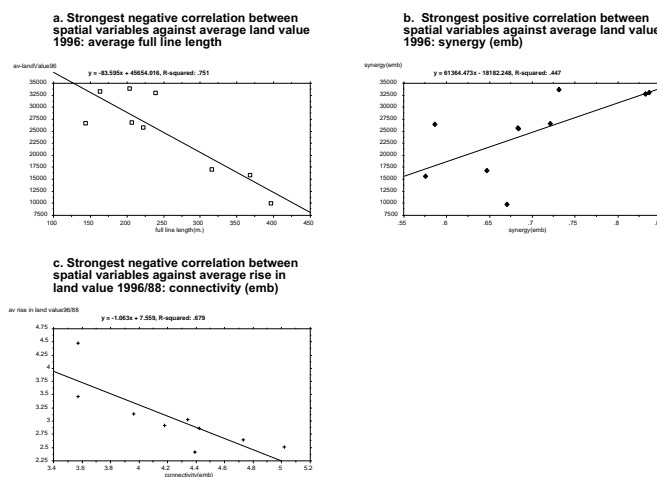 a. Strongest negative correlation between
spatial variables against average land value
1996: average full line length
av-landValue96
y = -83.595x + 45654.016, R-squared: .751
35000
32500
30000
27500
25000
22500
20000
17500
15000
12500
10000
7500
100 150 200 250 300 350 400 450
full line length(m.)
b. Strongest positive correlation between
spatial variables against average land value
1996: synergy (emb)
synergy(emb)
y = 61364.473x - 18182.248, R-squared: .447
35000
32500
30000
27500
25000
22500
20000
17500
15000
12500
10000
7500
.55 .6 .65 .7 .75 .8
synergy(emb)
c. Strongest negative correlation between
spatial variables against average rise in
land value 1996/88: connectivity (emb)
av rise in land value96/88
y = -1.063x + 7.559, R-squared: .679
4.75
4.5
4.25
4
3.75
3.5
3.25
3
2.75
2.5
2.25
3.4 3.6 3.8 4 4.2 4.4 4.6 4.8 5 5.2
connectivity(emb)